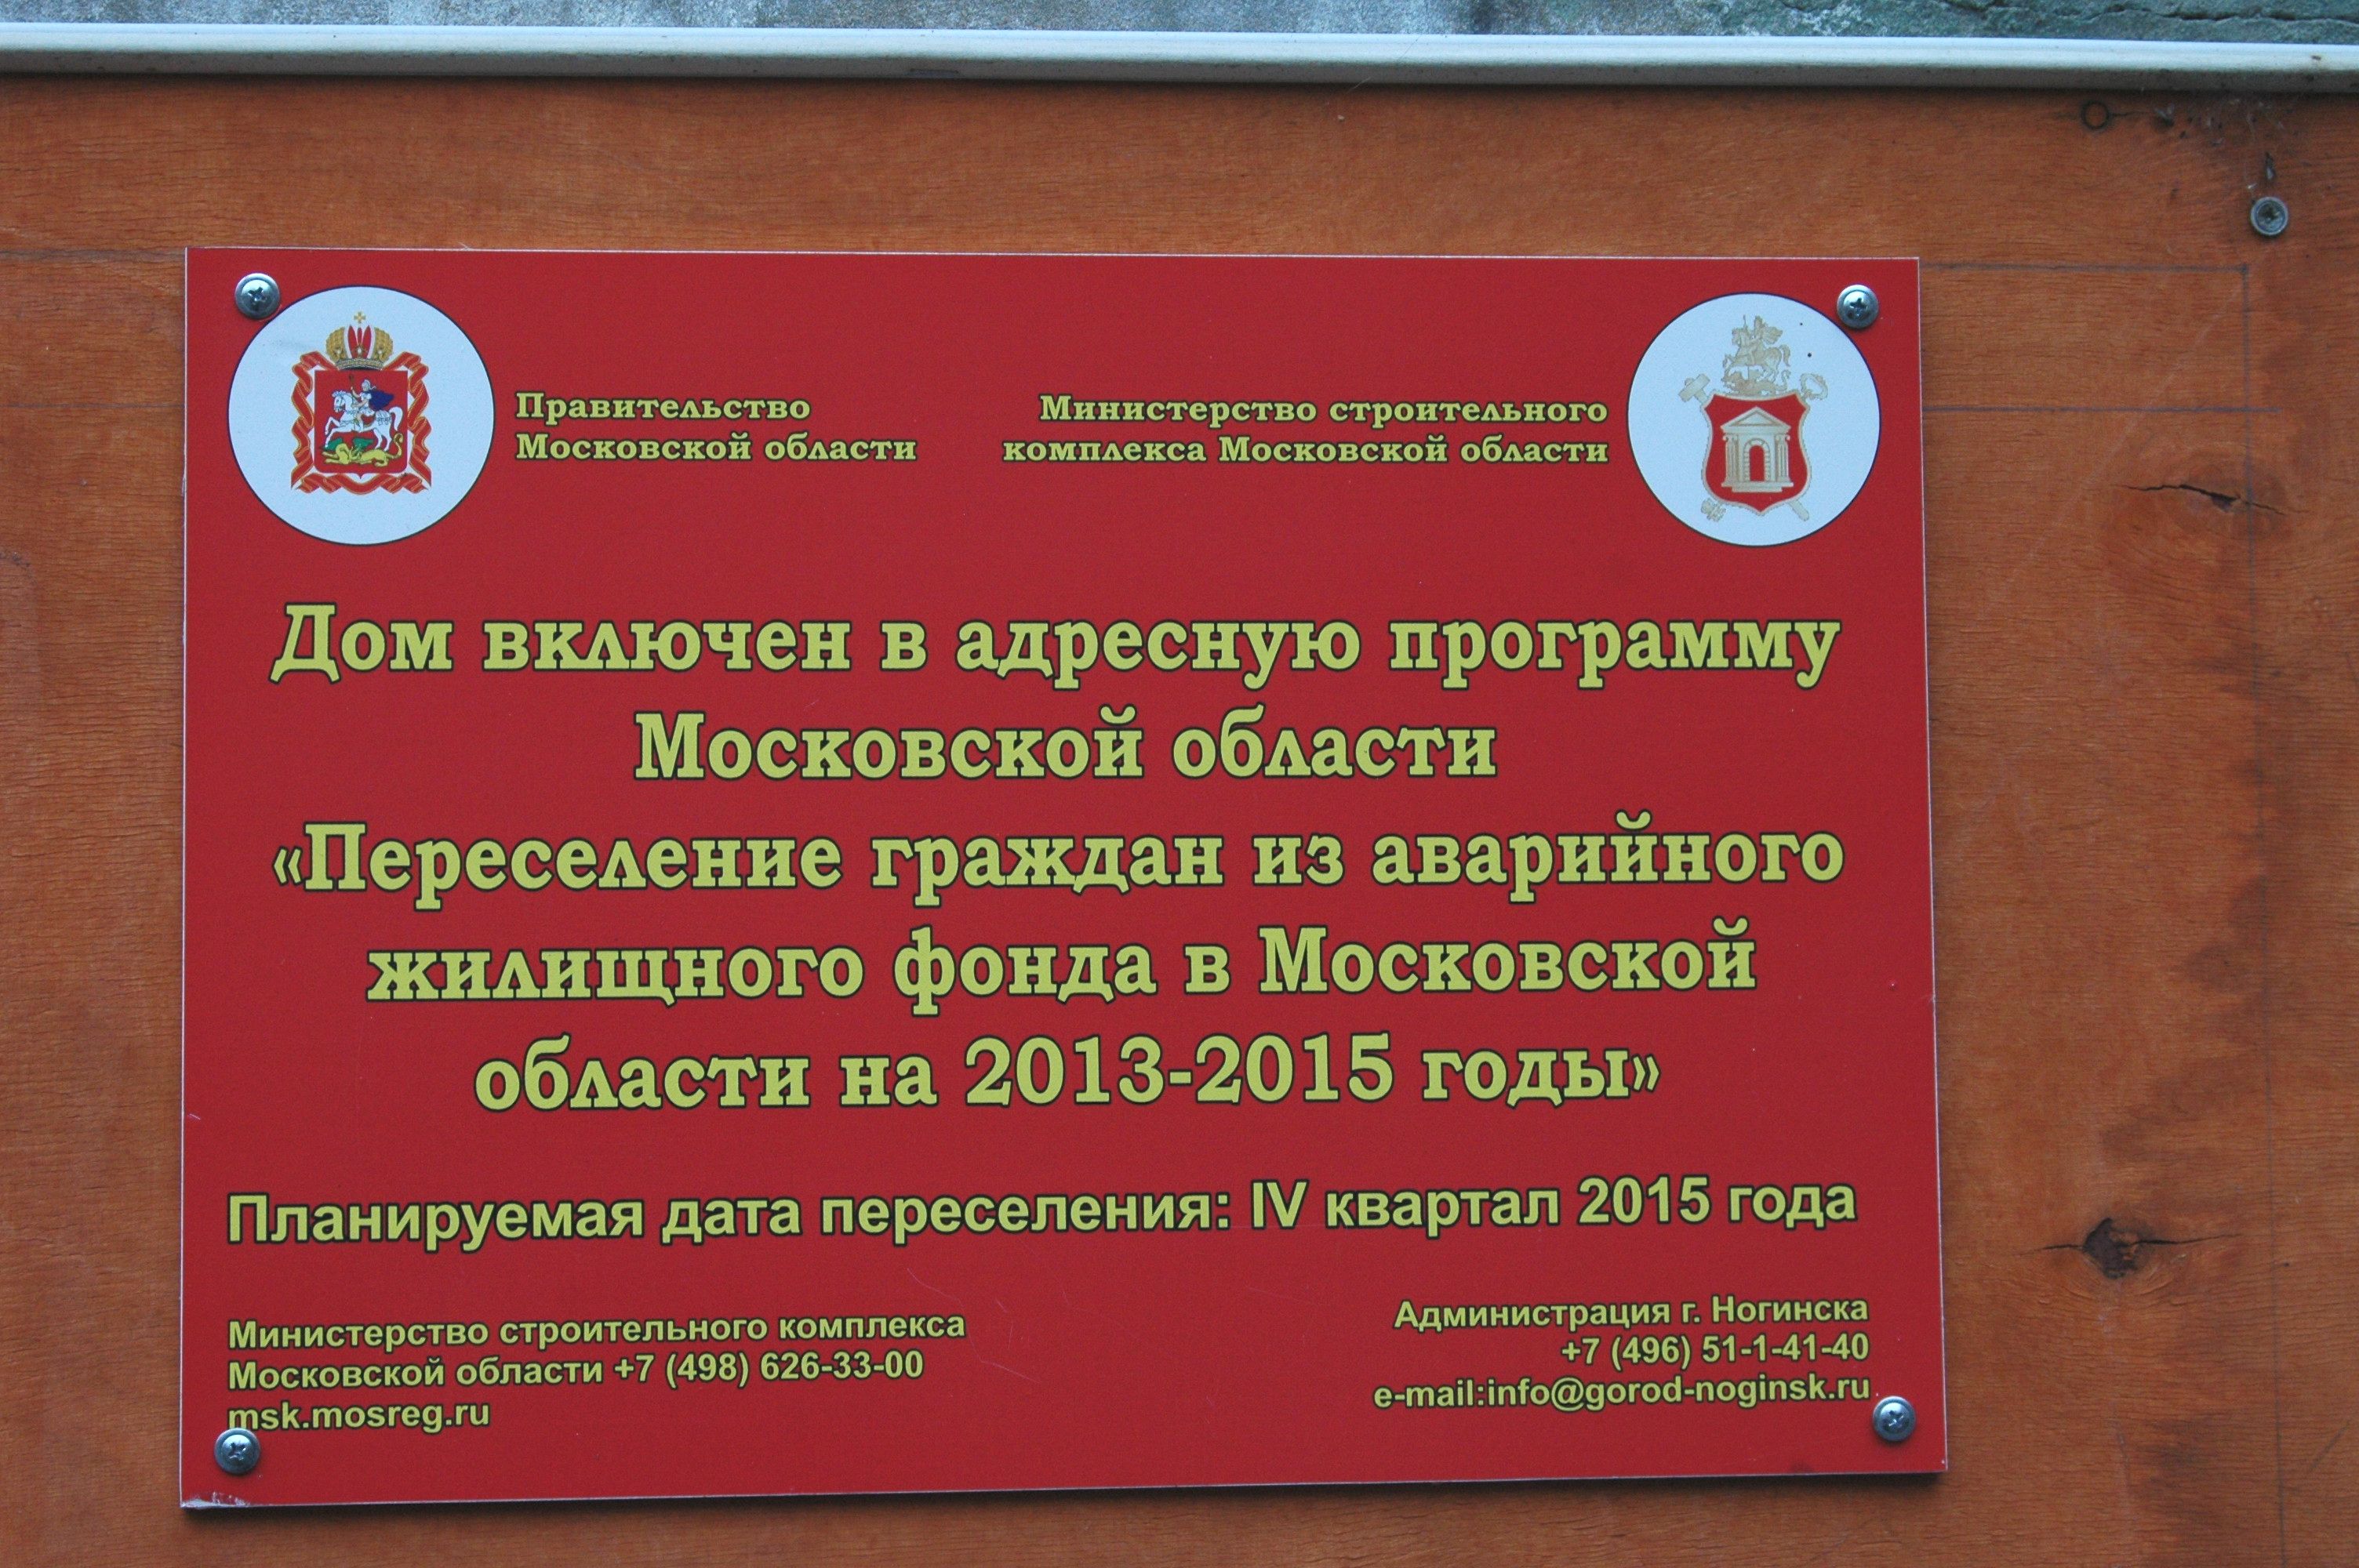 Правительство
Московской области
Министерство строительного
комплекса Московской области
Дом включен в адресную программу
Московской области
«Переселение граждан из аварийного
жилищного фонда в Московской
области на 2013-2015 годы»
Планируемая дата переселения: IV квартал 2015 года
Министерство строительного комплекса
Московской области +7 (498) 626-33-00
msk.mosreg.ru
Администрация г. Ногинска
+7 (496) 51-1-41-40
e-mail:info@gorod-noginsk.ru